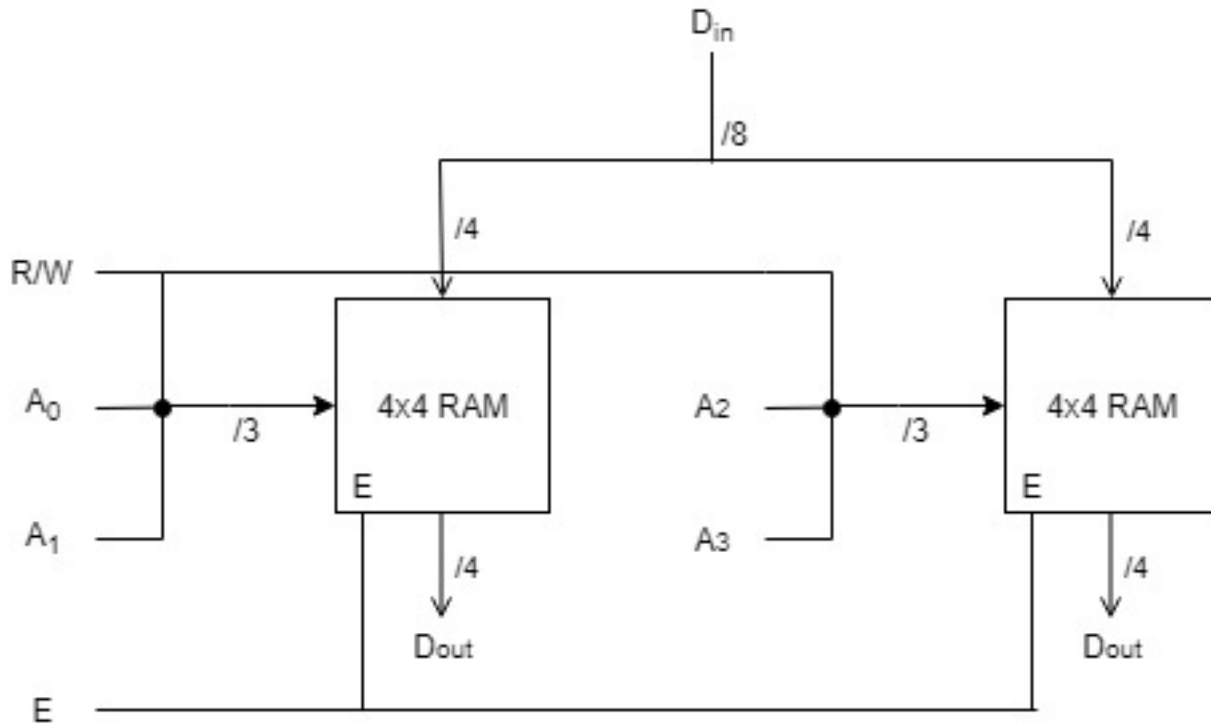 Din
/8
/4
/4
R/W
A0
4x4 RAM
A2
4x4 RAM
/3
/3
E
E
A1
A3
/4
/4
Dout
Dout
E